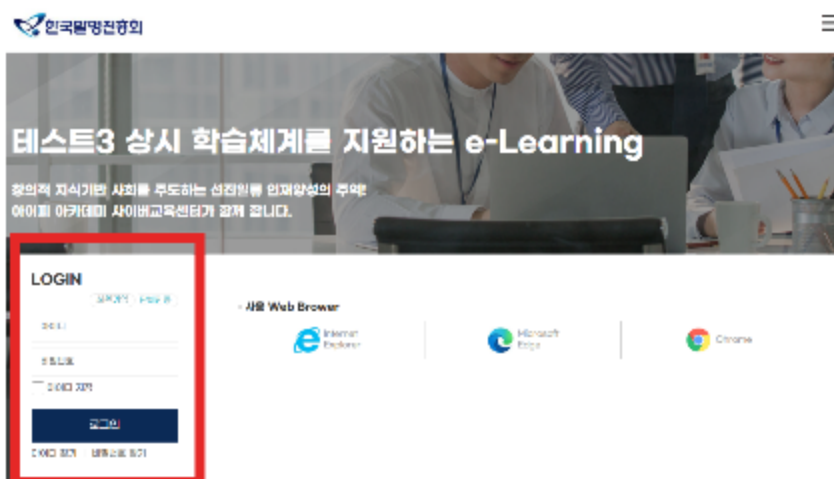 한국발명진흥회
테스트3 상시 학습체계를 지원하는 e-Learning
창의적 지식기반 사회를 주도하는 선진일류 인재양성의 주역!
아이피 아카데미 사이버교육센터가 함께 합니다.
LOGIN
아이디
비밀번호
아이디 저장
로그인
아이디 찾기 비밀번호 찾기
- 사용 Web Brower
Internet Explorer
Microsoft Edge
Chrome